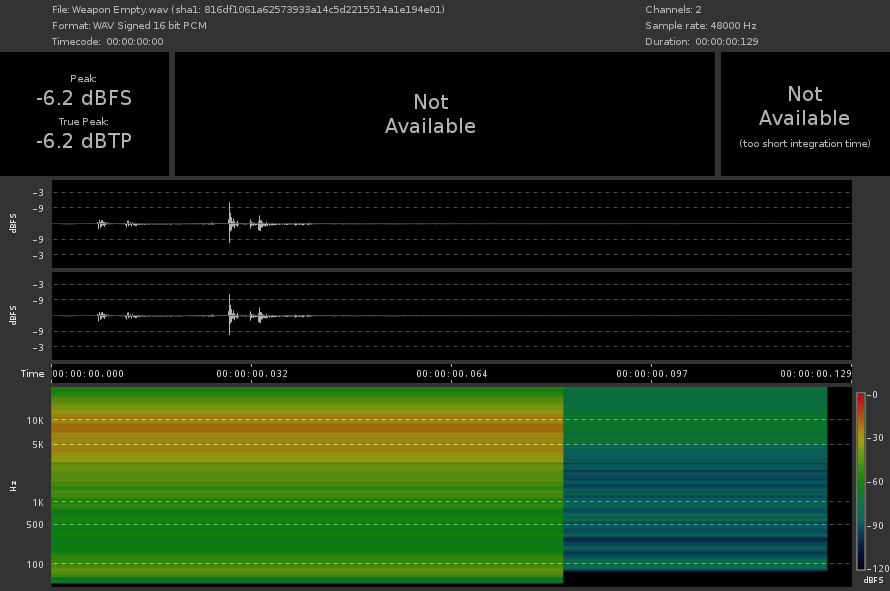 File: Weapon Empty.wav (sha1: 816df1061a62573933a14c5d2215514a1e194e01)
Channels: 2
Format: WAV Signed 16 bit PCM
Sample rate: 48000 Hz
Timecode: 00:00:00:00
Duration: 00:00:00:129
Peak:
-6.2 dBFS
True Peak:
-6.2 dBTP
Not
Available
Not
Available
(too short integration time)
dBFS
-3
-9
-9
-3
dBFS
-3
-9
-9
-3
Time
00:00:00.000
00:00:00.032
00:00:00.064
00:00:00.097
00:00:00.129
Hz
10K
5K
1K
500
100
-0
-30
-60
-90
-120
dBFS